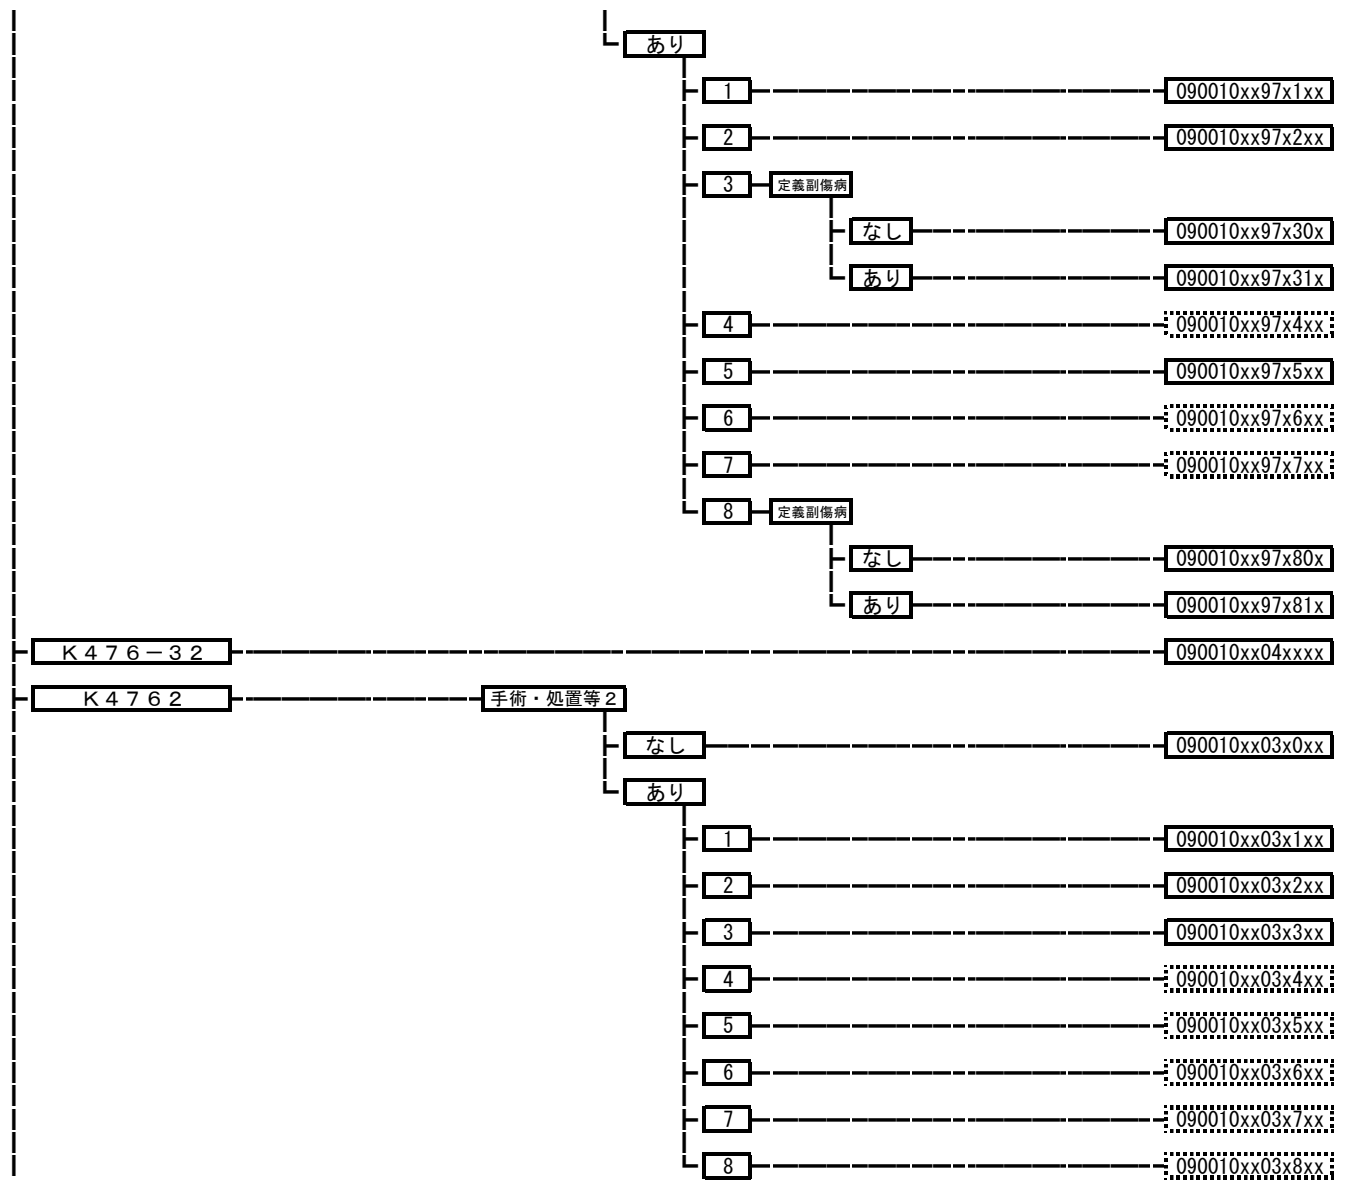 あり
1 090010xx97x1xx
2 090010xx97x2xx
3 定義副傷病
なし 090010xx97x30x
あり 090010xx97x31x
4 090010xx97x4xx
5 090010xx97x5xx
6 090010xx97x6xx
7 090010xx97x7xx
8 定義副傷病
なし 090010xx97x80x
あり 090010xx97x81x
K476-32 090010xx04xxxx
K4762 手術・処置等2
なし 090010xx03x0xx
あり
1 090010xx03x1xx
2 090010xx03x2xx
3 090010xx03x3xx
4 090010xx03x4xx
5 090010xx03x5xx
6 090010xx03x6xx
7 090010xx03x7xx
8 090010xx03x8xx